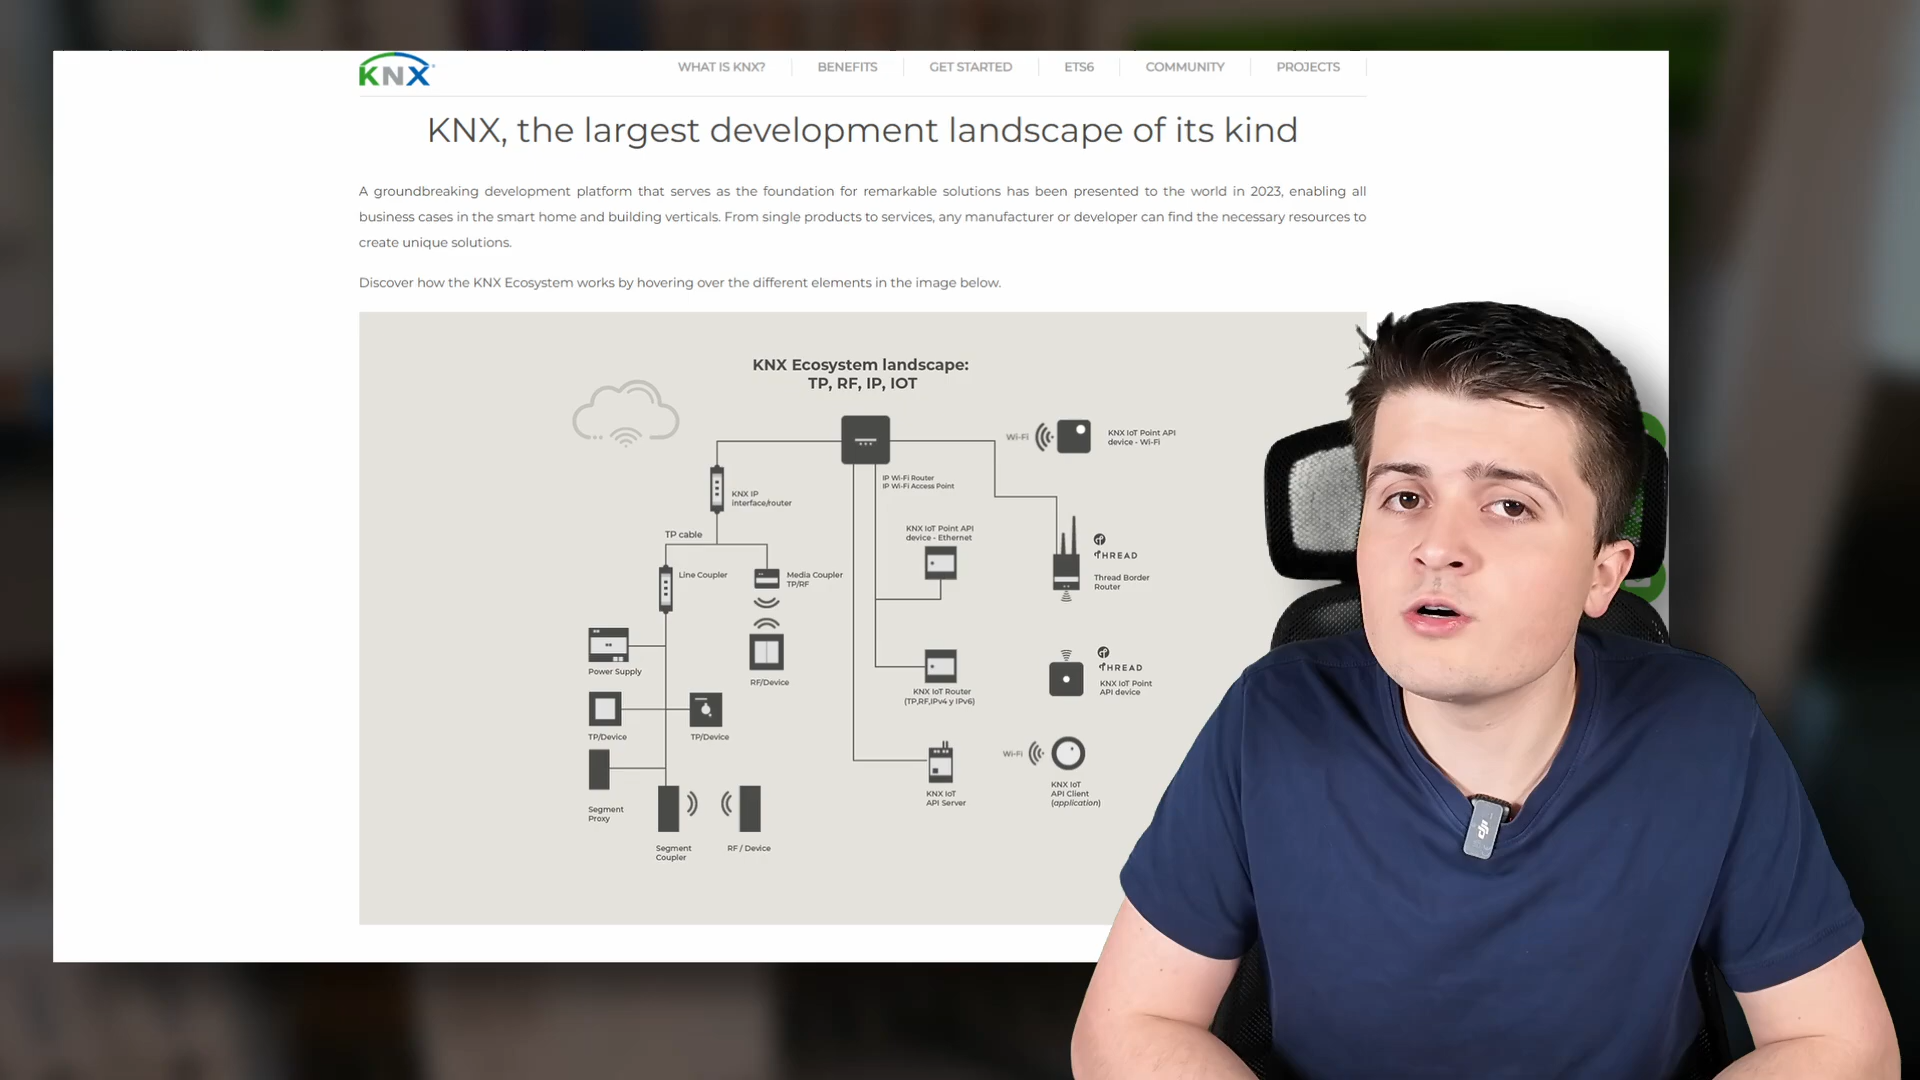 KNX
WHAT IS KNX?
BENEFITS
GET STARTED
ETS6
COMMUNITY
PROJECTS
KNX, the largest development landscape of its kind
A groundbreaking development platform that serves as the foundation for remarkable solutions has been presented to the world in 2023, enabling all
business cases in the smart home and building verticals. From single products to services, any manufacturer or developer can find the necessary resources to
create unique solutions.
Discover how the KNX Ecosystem works by hovering over the different elements in the image below.
KNX Ecosystem landscape:
TP, RF, IP, IOT
Wi-Fi
KNX IoT Point API
device - Wi-Fi
IP Wi-Fi Router
IP Wi-Fi Access Point
KNX IP
interface/router
TP cable
KNX IoT Point API
device - Ethernet
THREAD
Thread Border
Router
Line Coupler
Media Coupler
TP/RF
Power Supply
RF/Device
THREAD
KNX IoT Point
API device
KNX IoT Router
(TP,RF,IPv4 y IPv6)
TP/Device
TP/Device
Wi-Fi
KNX IoT
API Server
KNX IoT
API Client
(application)
Segment
Proxy
Segment
Coupler
RF / Device
dji